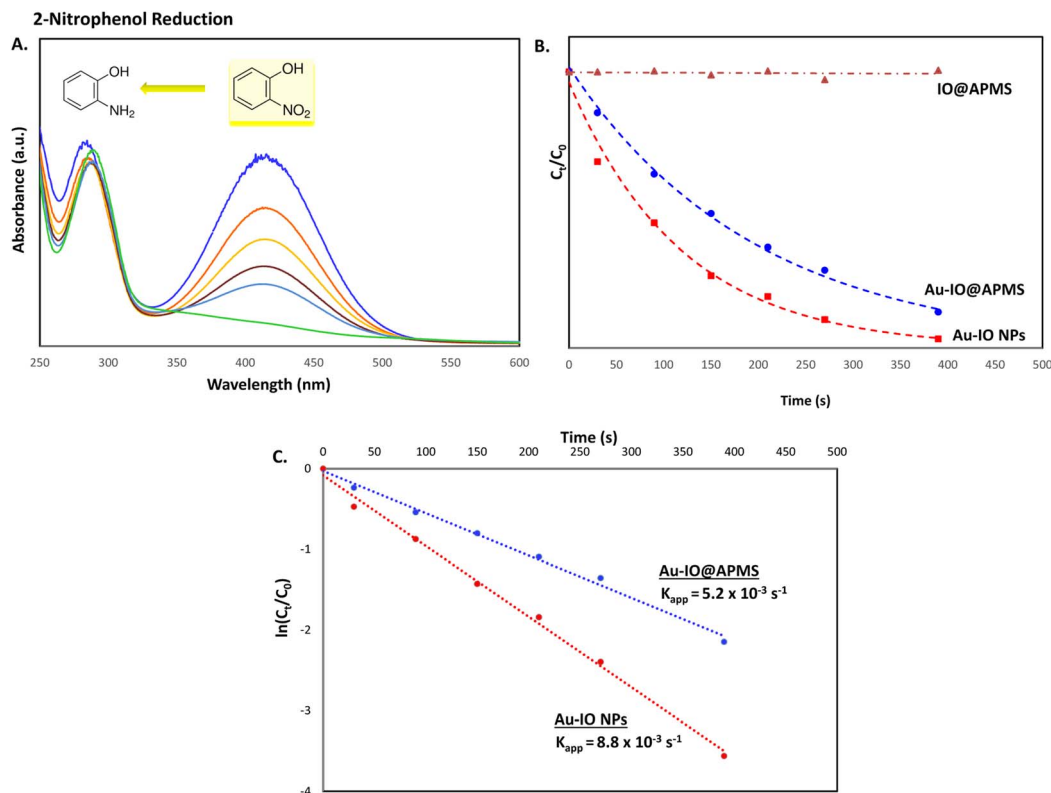 2-Nitrophenol Reduction
A.
OH
NH₂
OH
NO₂
Absorbance (a.u.)
250 300 350 400 450 500 550 600
Wavelength (nm)
B.
IO@APMS
Cₜ/C₀
Au-IO@APMS
Au-IO NPs
0 50 100 150 200 250 300 350 400 450 500
Time (s)
C.
Time (s)
0 50 100 150 200 250 300 350 400 450 500
0
-1
-2
-3
-4
ln(Cₜ/C₀)
Au-IO@APMS
Kₐₚₚ = 5.2 x 10⁻³ s⁻¹
Au-IO NPs
Kₐₚₚ = 8.8 x 10⁻³ s⁻¹